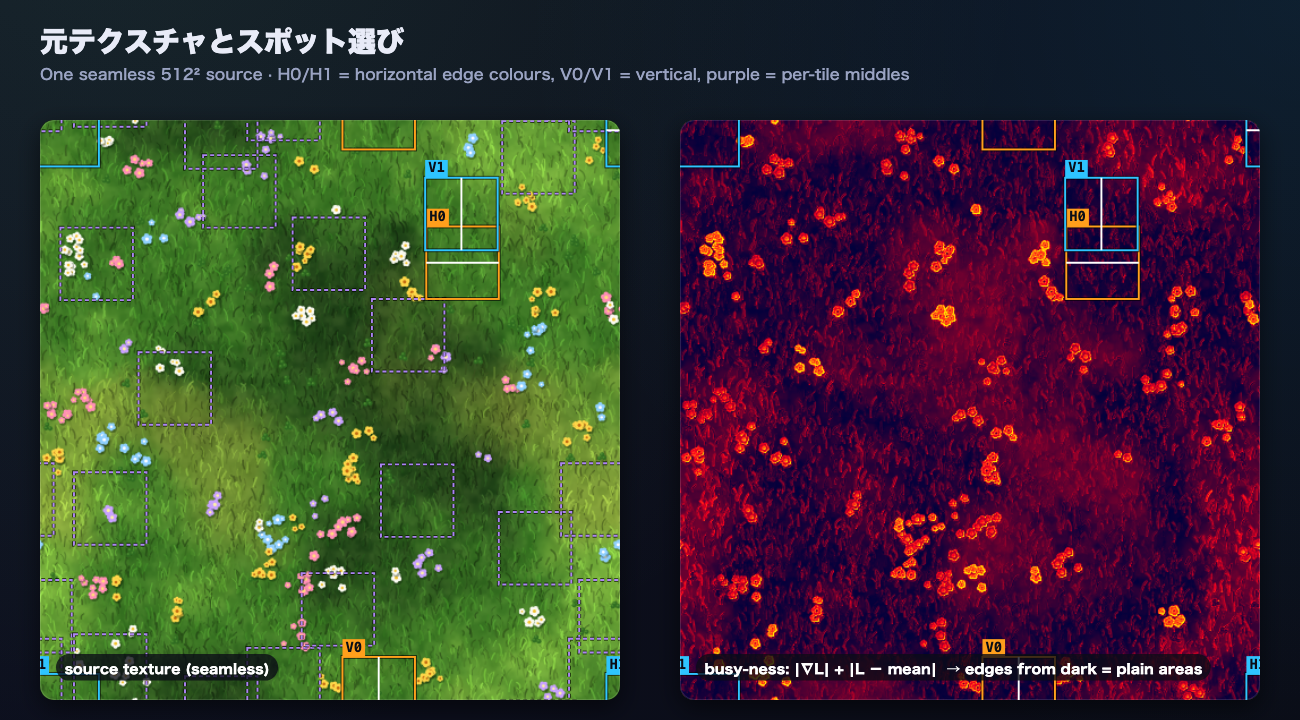 元テクスチャとスポット選び
One seamless 512² source · H0/H1 = horizontal edge colours, V0/V1 = vertical, purple = per-tile middles
V1
H0
V1
H0
V0
V0
source texture (seamless)
busy-ness: |∇L| + |L − mean| → edges from dark = plain areas